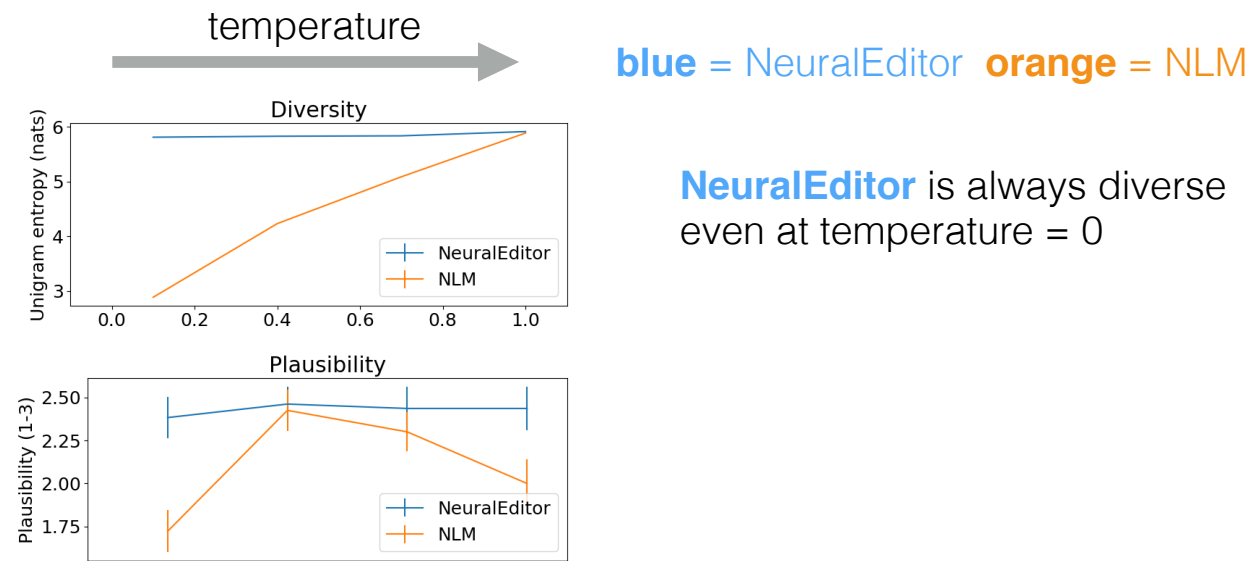 temperature
blue = NeuralEditor orange = NLM
Diversity
Unigram entropy (nats)
6
5
4
3
NeuralEditor
NLM
0.0 0.2 0.4 0.6 0.8 1.0
NeuralEditor is always diverse
even at temperature = 0
Plausibility
Plausibility (1-3)
2.50
2.25
2.00
1.75
NeuralEditor
NLM